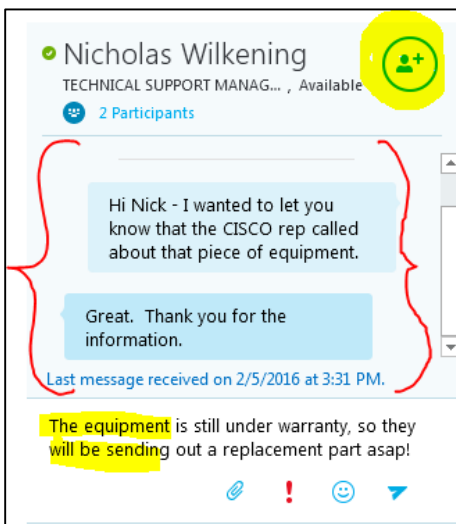 Nicholas Wilkening
TECHNICAL SUPPORT MANAG... , Available
2 Participants
Hi Nick - I wanted to let you
know that the CISCO rep called
about that piece of equipment.
Great.  Thank you for the
information.
Last message received on 2/5/2016 at 3:31 PM.
The equipment is still under warranty, so they
will be sending out a replacement part asap!